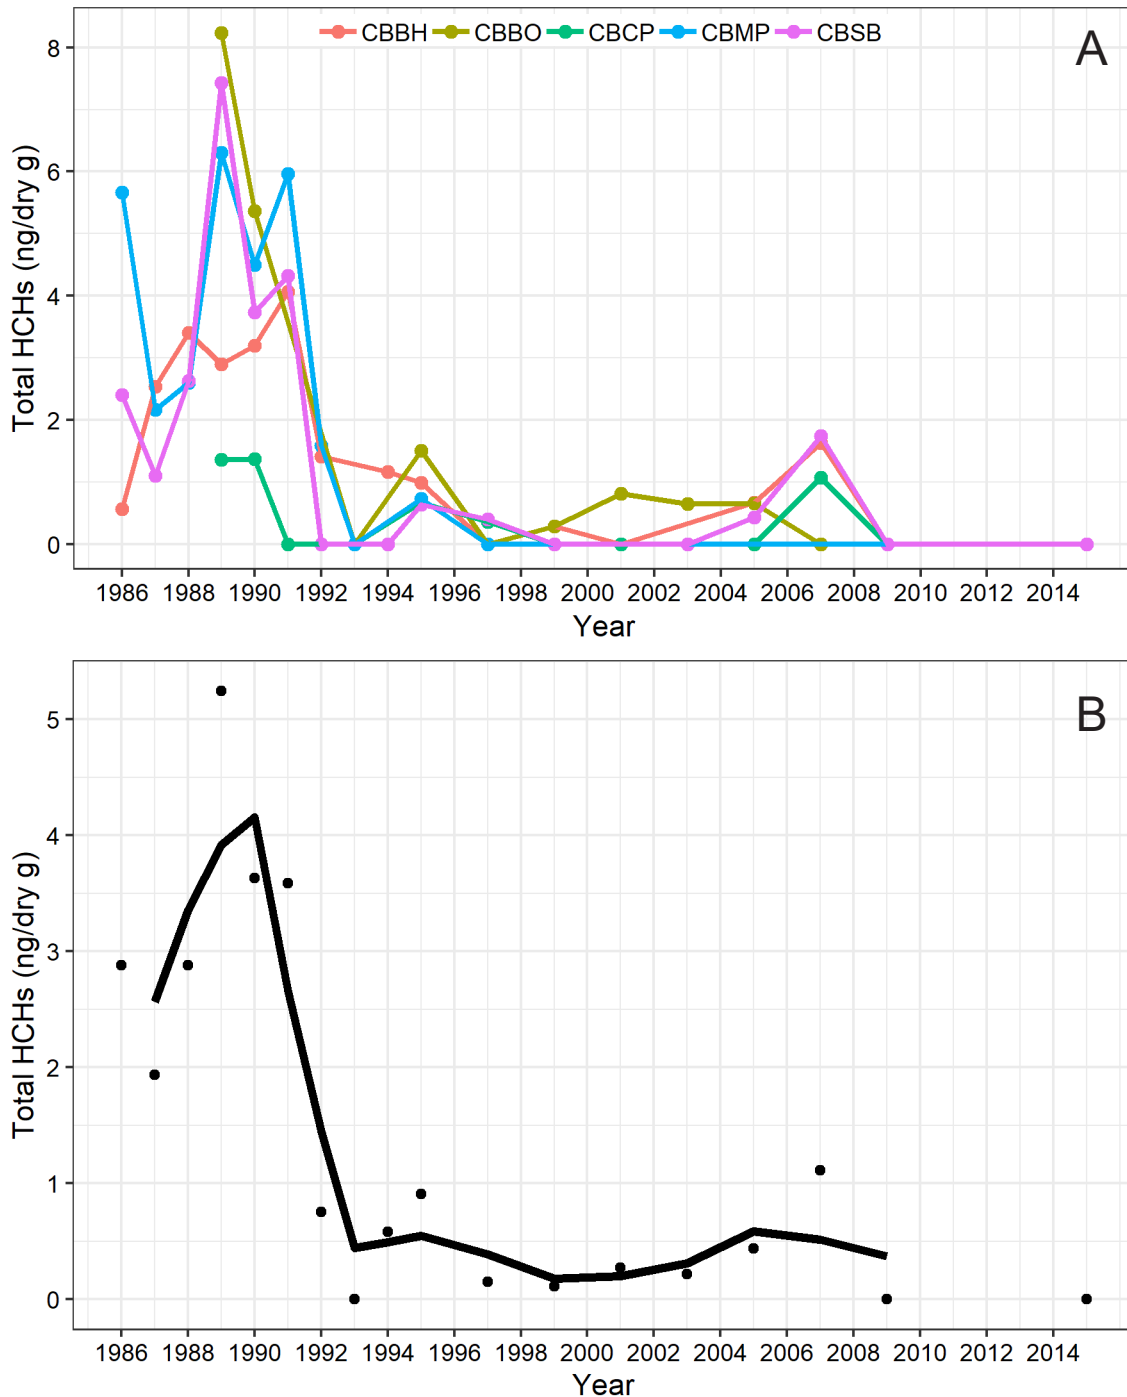 CBBH CBBO CBCP CBMP CBSB
A
8
6
4
2
0
Total HCHs (ng/dry g)
1986 1988 1990 1992 1994 1996 1998 2000 2002 2004 2006 2008 2010 2012 2014
Year
B
5
4
3
2
1
0
Total HCHs (ng/dry g)
1986 1988 1990 1992 1994 1996 1998 2000 2002 2004 2006 2008 2010 2012 2014
Year